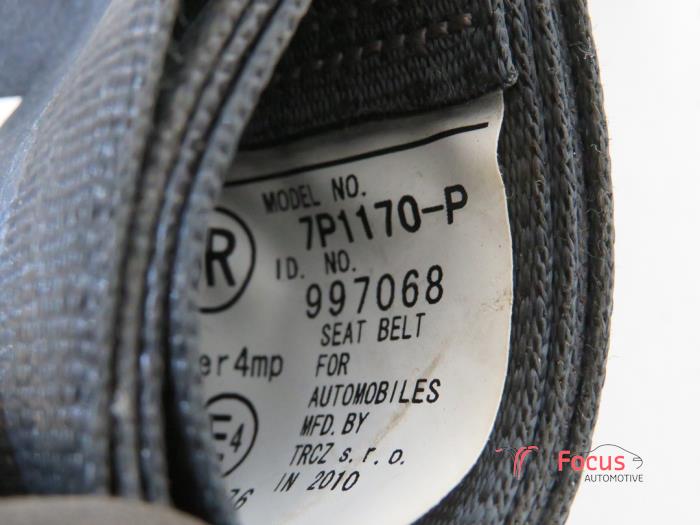 MODEL NO.
7P1170-P
R
ID. NO.
997068
SEAT BELT
er4mp FOR
AUTOMOBILES
E4
MFD. BY
TRCZ s.r.o.
76 IN 2010
Focus
AUTOMOTIVE